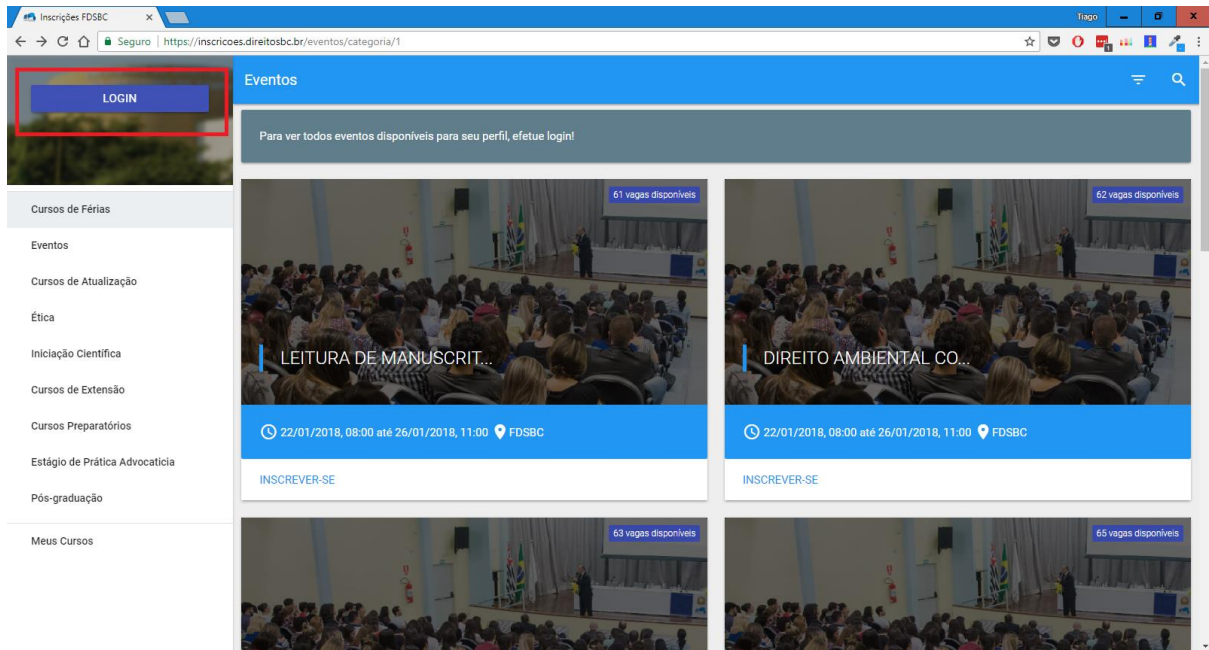 Inscrições FDSBC
Tiago
Seguro | https://inscricoes.direitosbc.br/eventos/categoria/1
1
LOGIN
Eventos
Para ver todos eventos disponíveis para seu perfil, efetue login!
Cursos de Férias
Eventos
Cursos de Atualização
Ética
Iniciação Científica
Cursos de Extensão
Cursos Preparatórios
Estágio de Prática Advocaticia
Pós-graduação
Meus Cursos
61 vagas disponíveis
LEITURA DE MANUSCRIT...
22/01/2018, 08:00 até 26/01/2018, 11:00 FDSBC
INSCREVER-SE
62 vagas disponíveis
DIREITO AMBIENTAL CO...
22/01/2018, 08:00 até 26/01/2018, 11:00 FDSBC
INSCREVER-SE
63 vagas disponíveis
65 vagas disponíveis